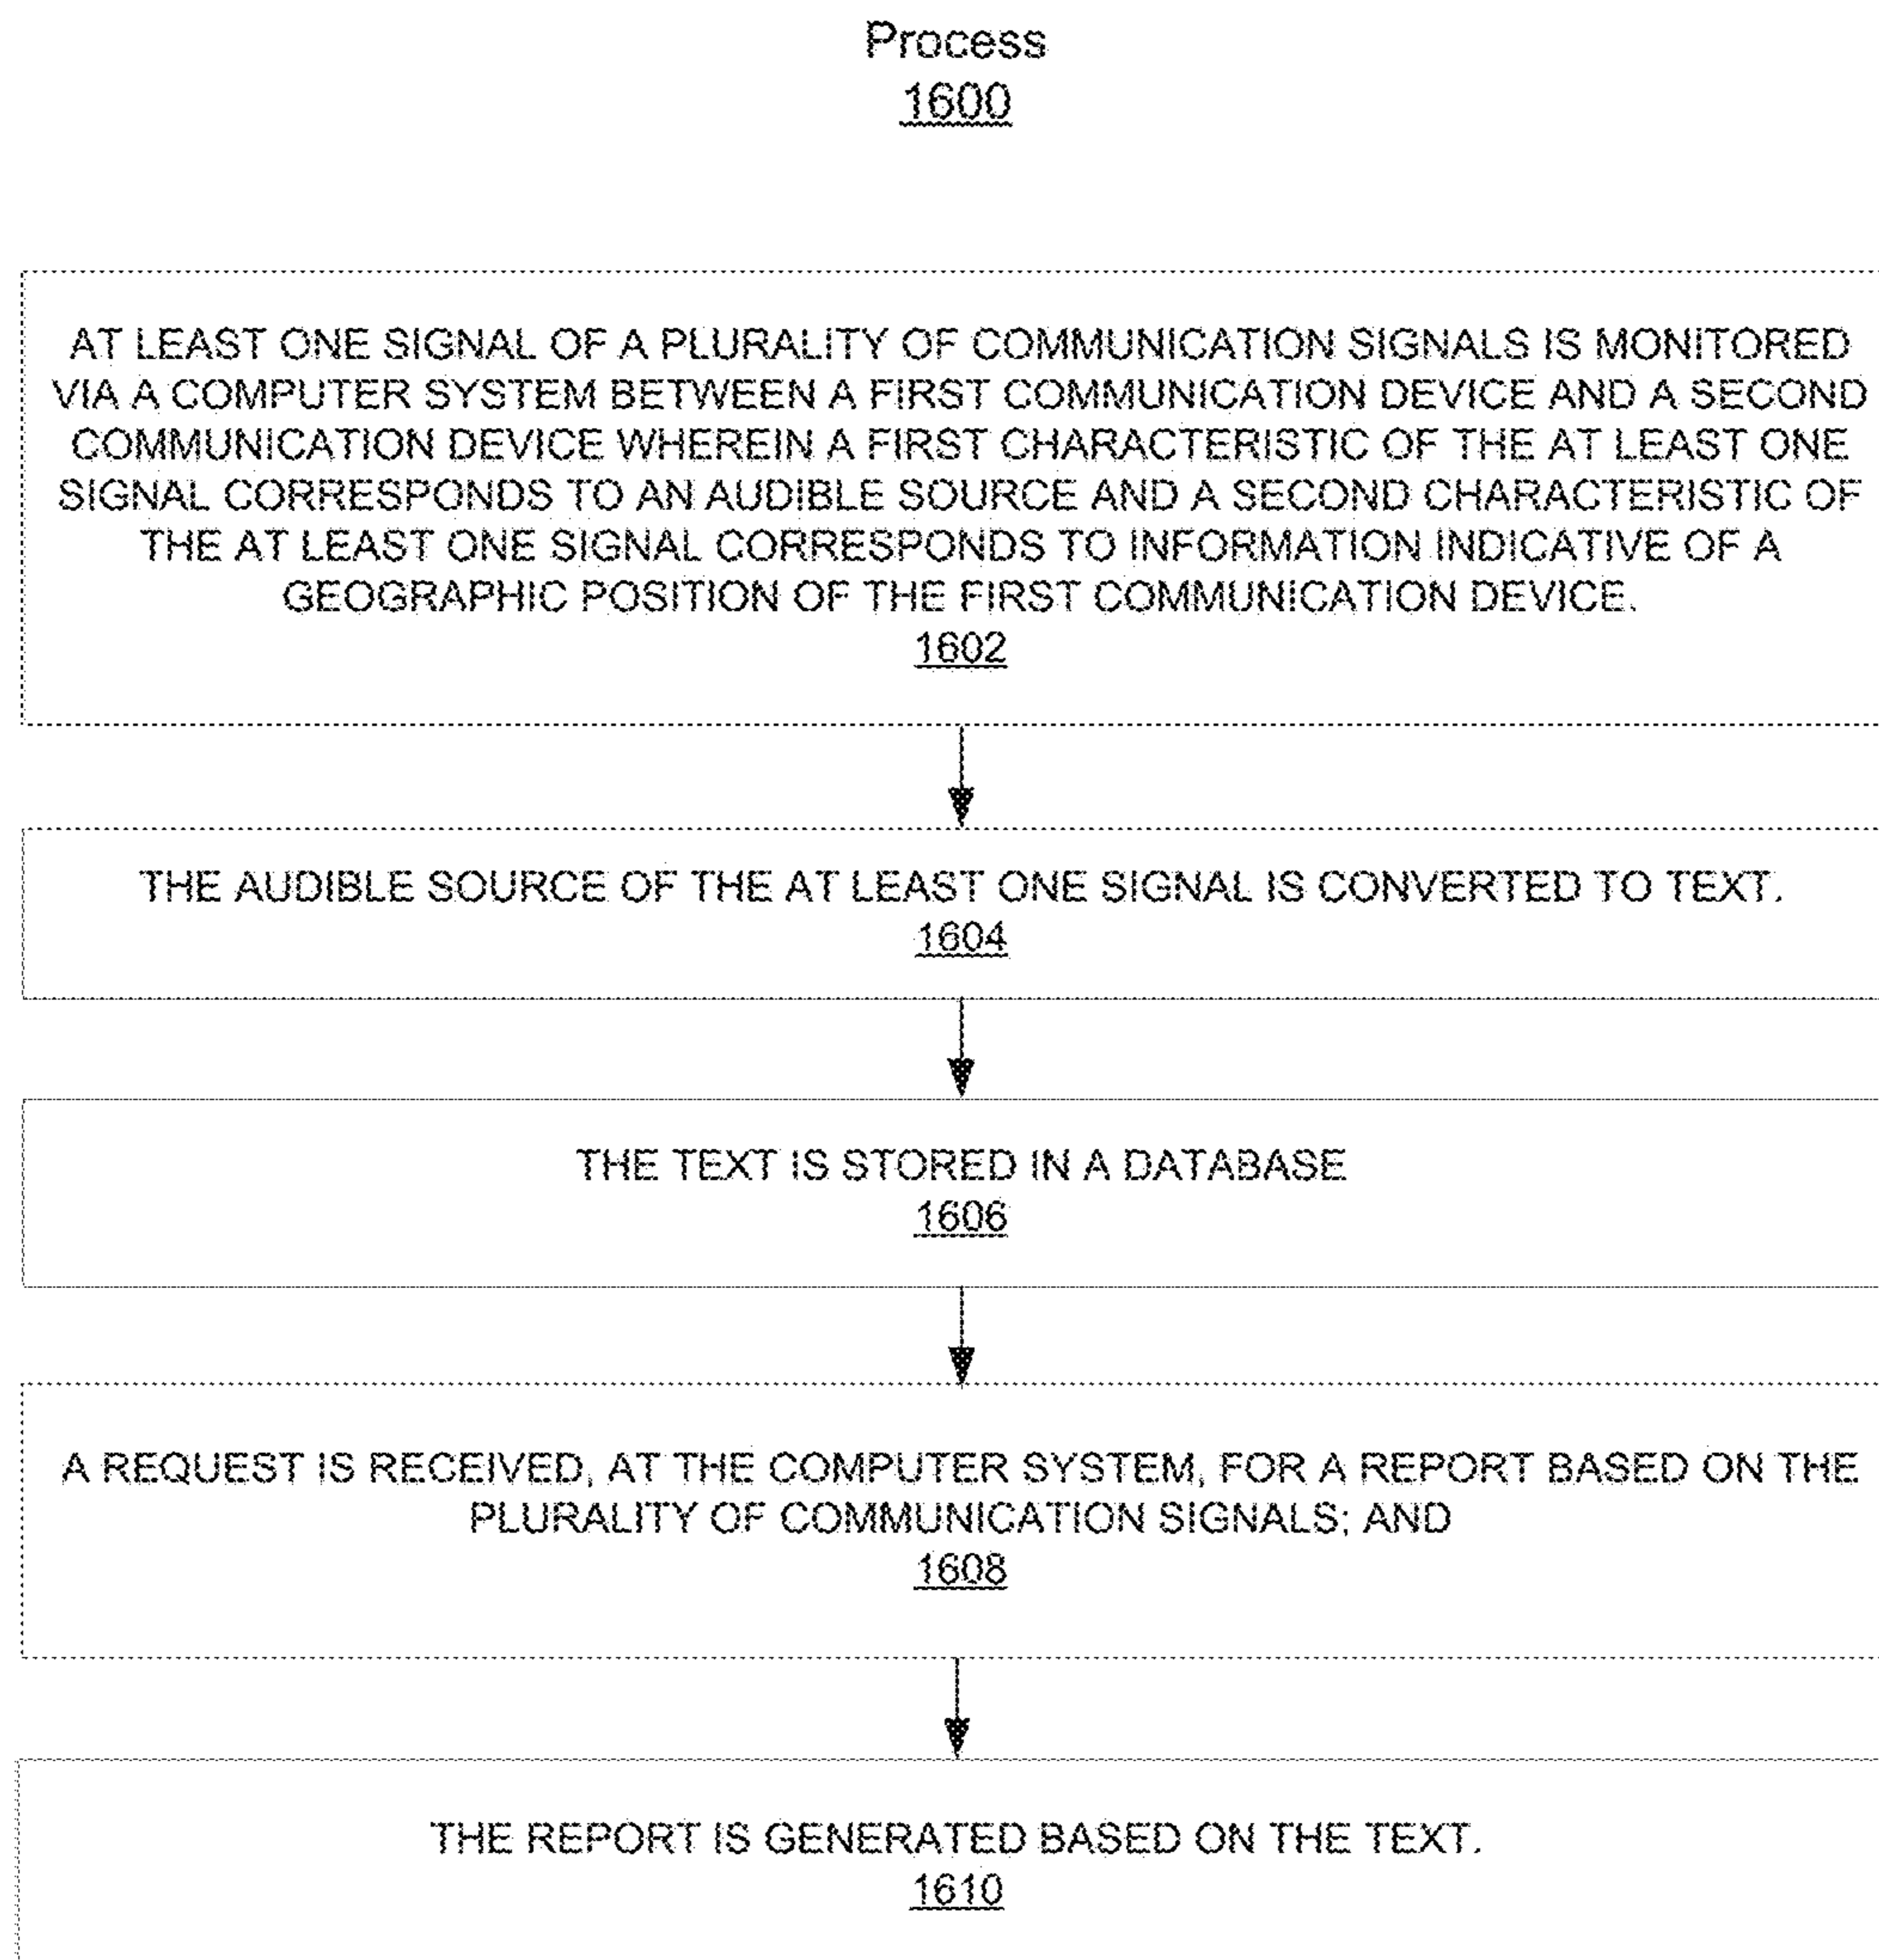 Process
1600
AT LEAST ONE SIGNAL OF A PLURALITY OF COMMUNICATION SIGNALS IS MONITORED
VIA A COMPUTER SYSTEM BETWEEN A FIRST COMMUNICATION DEVICE AND A SECOND
COMMUNICATION DEVICE WHEREIN A FIRST CHARACTERISTIC OF THE AT LEAST ONE
SIGNAL CORRESPONDS TO AN AUDIBLE SOURCE AND A SECOND CHARACTERISTIC OF
THE AT LEAST ONE SIGNAL CORRESPONDS TO INFORMATION INDICATIVE OF A
GEOGRAPHIC POSITION OF THE FIRST COMMUNICATION DEVICE.
1602
THE AUDIBLE SOURCE OF THE AT LEAST ONE SIGNAL IS CONVERTED TO TEXT.
1604
THE TEXT IS STORED IN A DATABASE
1606
A REQUEST IS RECEIVED, AT THE COMPUTER SYSTEM, FOR A REPORT BASED ON THE
PLURALITY OF COMMUNICATION SIGNALS; AND
1608
THE REPORT IS GENERATED BASED ON THE TEXT.
1610